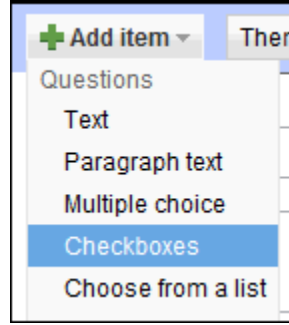 Add item Ther
Questions
Text
Paragraph text
Multiple choice
Checkboxes
Choose from a list